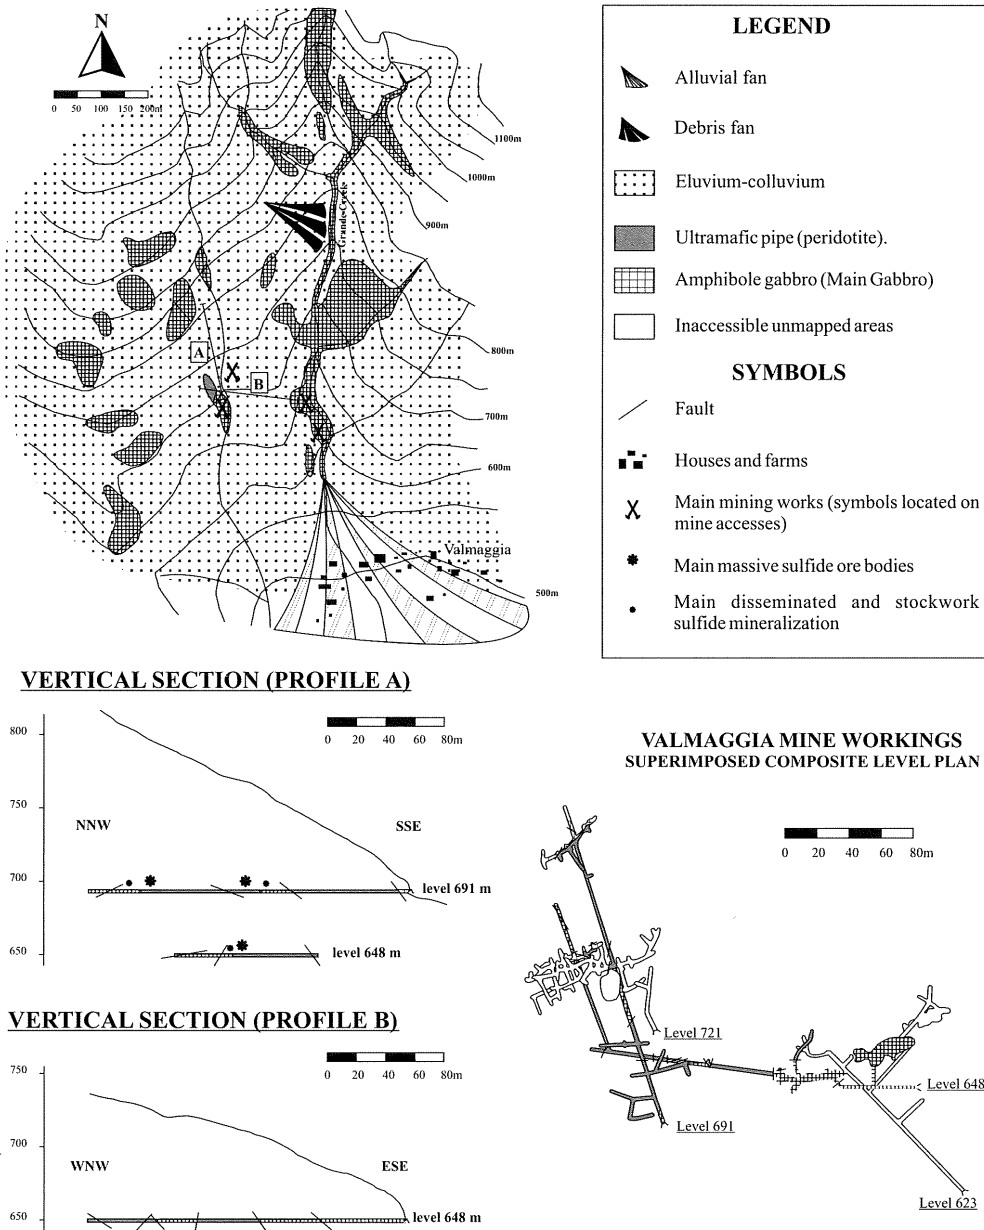 N
0 50 100 150 200m
1100m
1000m
900m
Grande Creek
800m
A
B
700m
600m
Valmaggia
500m
LEGEND
Alluvial fan
Debris fan
Eluvium-colluvium
Ultramafic pipe (peridotite).
Amphibole gabbro (Main Gabbro)
Inaccessible unmapped areas
SYMBOLS
Fault
Houses and farms
Main mining works (symbols located on
mine accesses)
Main massive sulfide ore bodies
Main disseminated and stockwork
sulfide mineralization
VERTICAL SECTION (PROFILE A)
800
0 20 40 60 80m
750
NNW
SSE
700
level 691 m
650
level 648 m
VERTICAL SECTION (PROFILE B)
750
0 20 40 60 80m
700
WNW
ESE
650
level 648 m
VALMAGGIA MINE WORKINGS
SUPERIMPOSED COMPOSITE LEVEL PLAN
0 20 40 60 80m
Level 721
Level 648
Level 691
Level 623